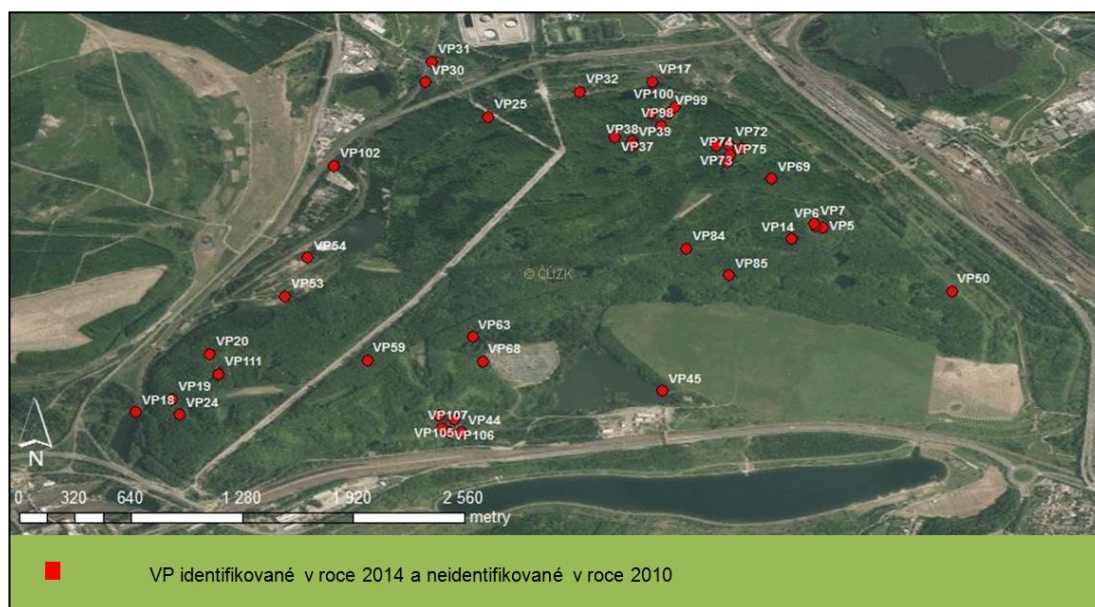 VP31
VP30
VP32
VP17
VP25
VP100
VP99
VP98
VP38
VP39
VP37
VP74
VP72
VP75
VP73
VP102
VP69
VP6
VP7
VP14
VP5
VP54
VP84
© ČÚZK
VP85
VP53
VP50
VP63
VP20
VP59
VP68
VP111
VP45
VP19
VP18
VP24
VP107
VP44
VP105
VP106
N
0 320 640 1 280 1 920 2 560
metry
VP identifikované v roce 2014 a neidentifikované v roce 2010